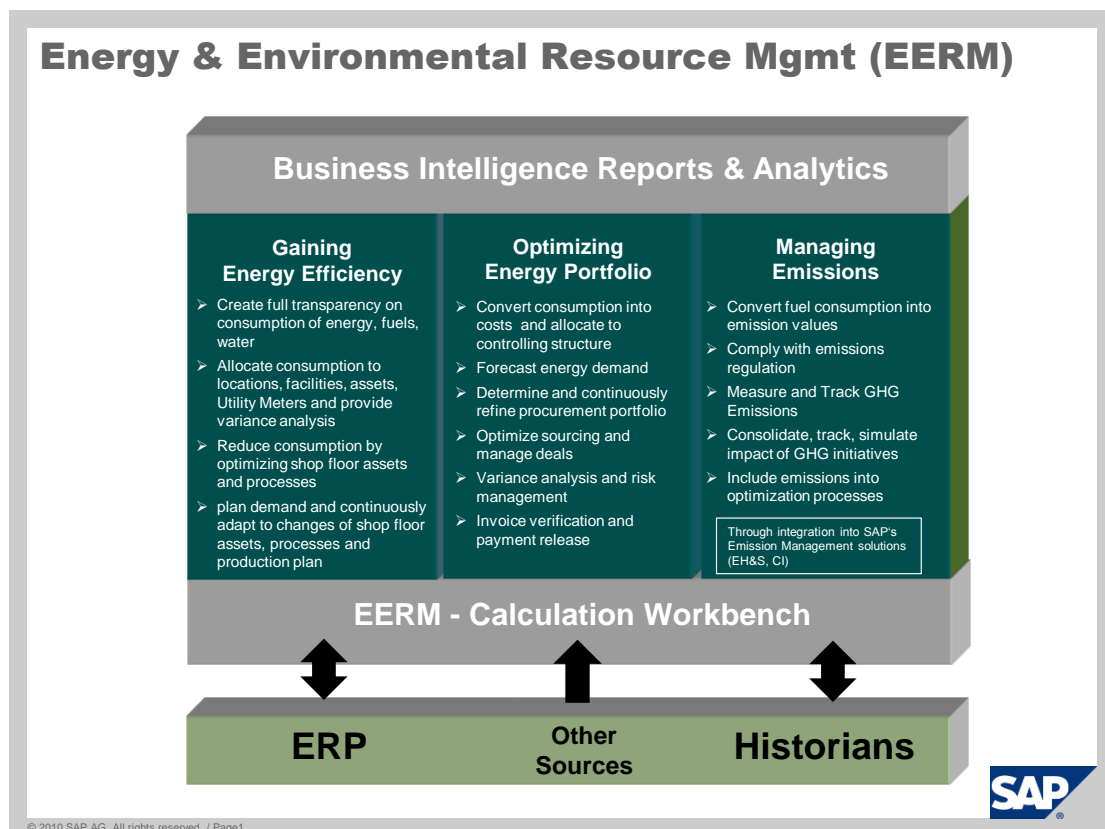 Energy & Environmental Resource Mgmt (EERM)
Business Intelligence Reports & Analytics
Gaining
Energy Efficiency
➢ Create full transparency on
consumption of energy, fuels,
water
➢ Allocate consumption to
locations, facilities, assets,
Utility Meters and provide
variance analysis
➢ Reduce consumption by
optimizing shop floor assets
and processes
➢ plan demand and continuously
adapt to changes of shop floor
assets, processes and
production plan
Optimizing
Energy Portfolio
➢ Convert consumption into
costs and allocate to
controlling structure
➢ Forecast energy demand
➢ Determine and continuously
refine procurement portfolio
➢ Optimize sourcing and
manage deals
➢ Variance analysis and risk
management
➢ Invoice verification and
payment release
Managing
Emissions
➢ Convert fuel consumption into
emission values
➢ Comply with emissions
regulation
➢ Measure and Track GHG
Emissions
➢ Consolidate, track, simulate
impact of GHG initiatives
➢ Include emissions into
optimization processes
Through integration into SAP's
Emission Management solutions
(EH&S, CI)
EERM - Calculation Workbench
ERP
Other
Sources
Historians
SAP®
© 2010 SAP AG. All rights reserved. / Page1